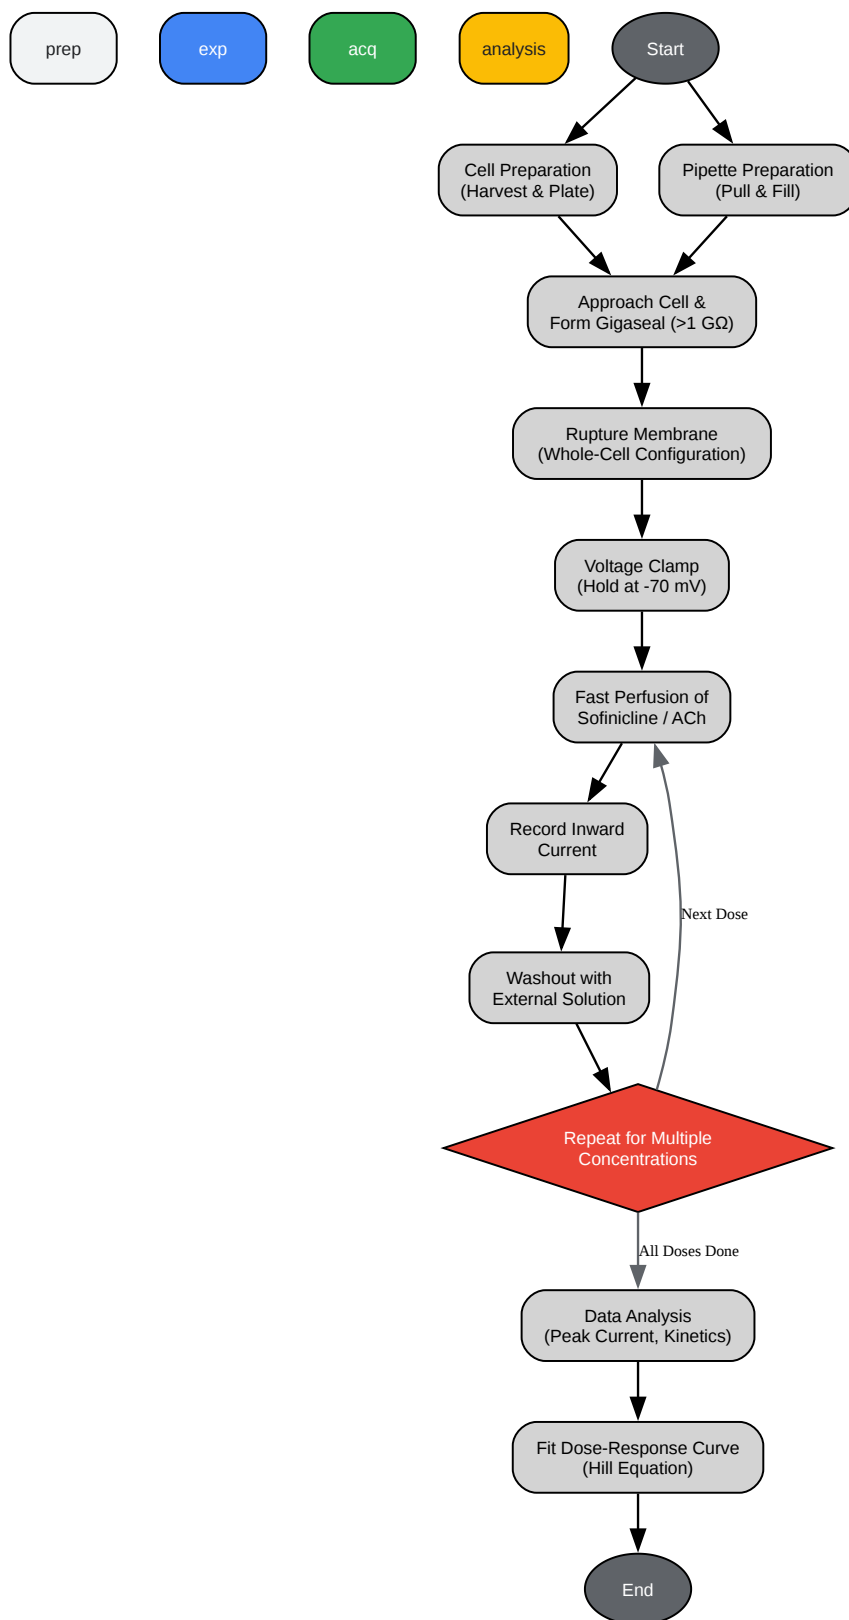 prep
exp
acq
analysis
Start
Cell Preparation
(Harvest & Plate)
Pipette Preparation
(Pull & Fill)
Approach Cell &
Form Gigaseal (>1 GΩ)
Rupture Membrane
(Whole-Cell Configuration)
Voltage Clamp
(Hold at -70 mV)
Fast Perfusion of
Sofinicline / ACh
Record Inward
Current
Next Dose
Washout with
External Solution
Repeat for Multiple
Concentrations
All Doses Done
Data Analysis
(Peak Current, Kinetics)
Fit Dose-Response Curve
(Hill Equation)
End